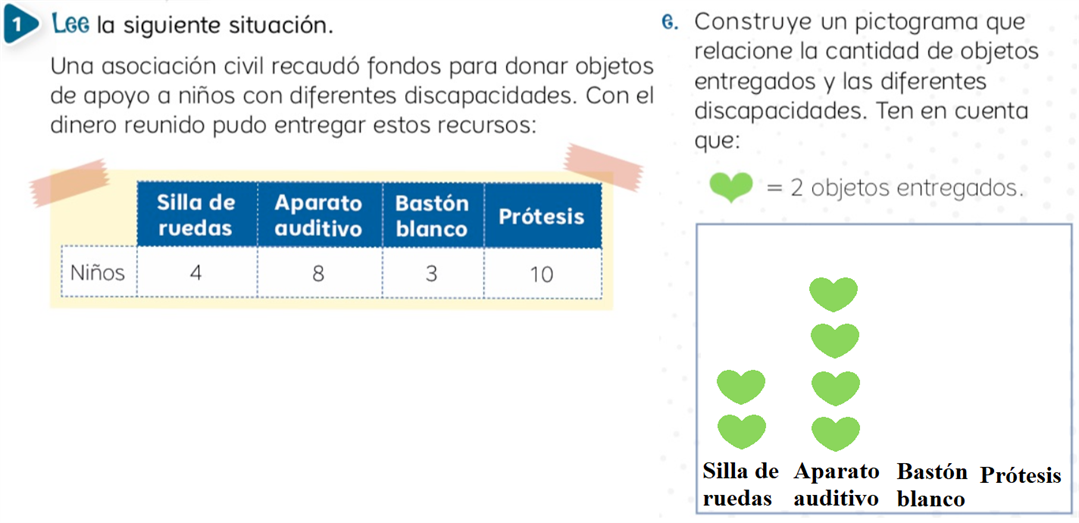 1 Lee la siguiente situación.
Una asociación civil recaudó fondos para donar objetos
de apoyo a niños con diferentes discapacidades. Con el
dinero reunido pudo entregar estos recursos:
Silla de ruedas Aparato auditivo Bastón blanco Prótesis
Niños 4 8 3 10
e. Construye un pictograma que
relacione la cantidad de objetos
entregados y las diferentes
discapacidades. Ten en cuenta
que:
= 2 objetos entregados.
Silla de Aparato Bastón Prótesis
ruedas auditivo blanco